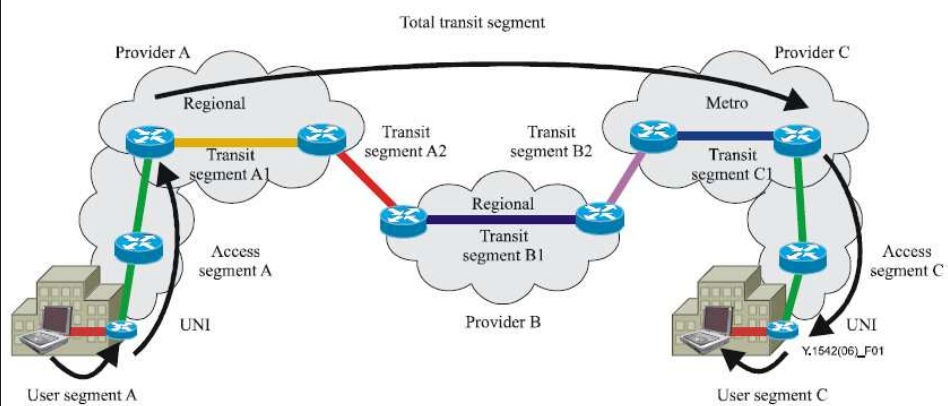 Total transit segment
Provider A
Provider C
Regional
Metro
Transit
segment A1
Transit
segment A2
Transit
segment B2
Transit
segment C1
Regional
Transit
segment B1
Access
segment A
Access
segment C
UNI
Provider B
UNI
Y.1542(06)_F01
User segment A
User segment C